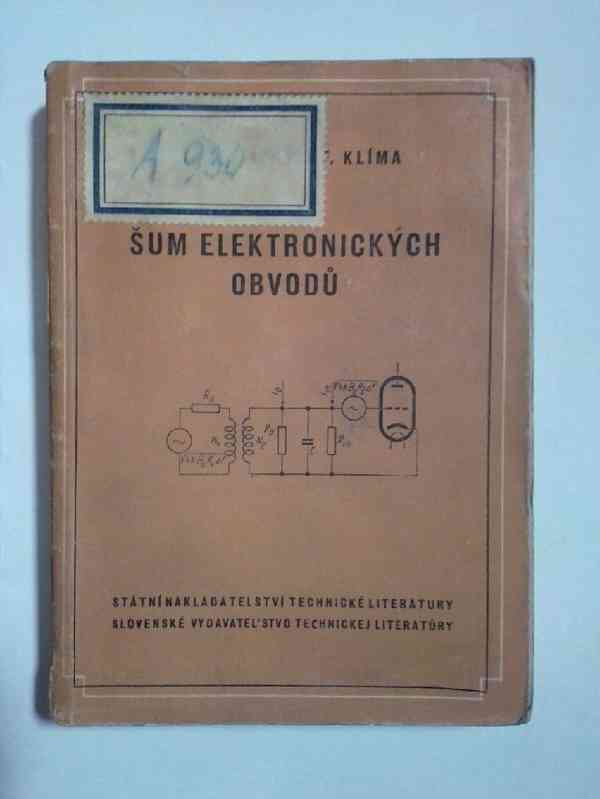 A 930
KLÍMA
ŠUM ELEKTRONICKÝCH
OBVODŮ
STÁTNÍ NAKLADATELSTVÍ TECHNICKÉ LITERATURY
SLOVENSKÉ VYDAVATEĽSTVO TECHNICKEJ LITERATÚRY